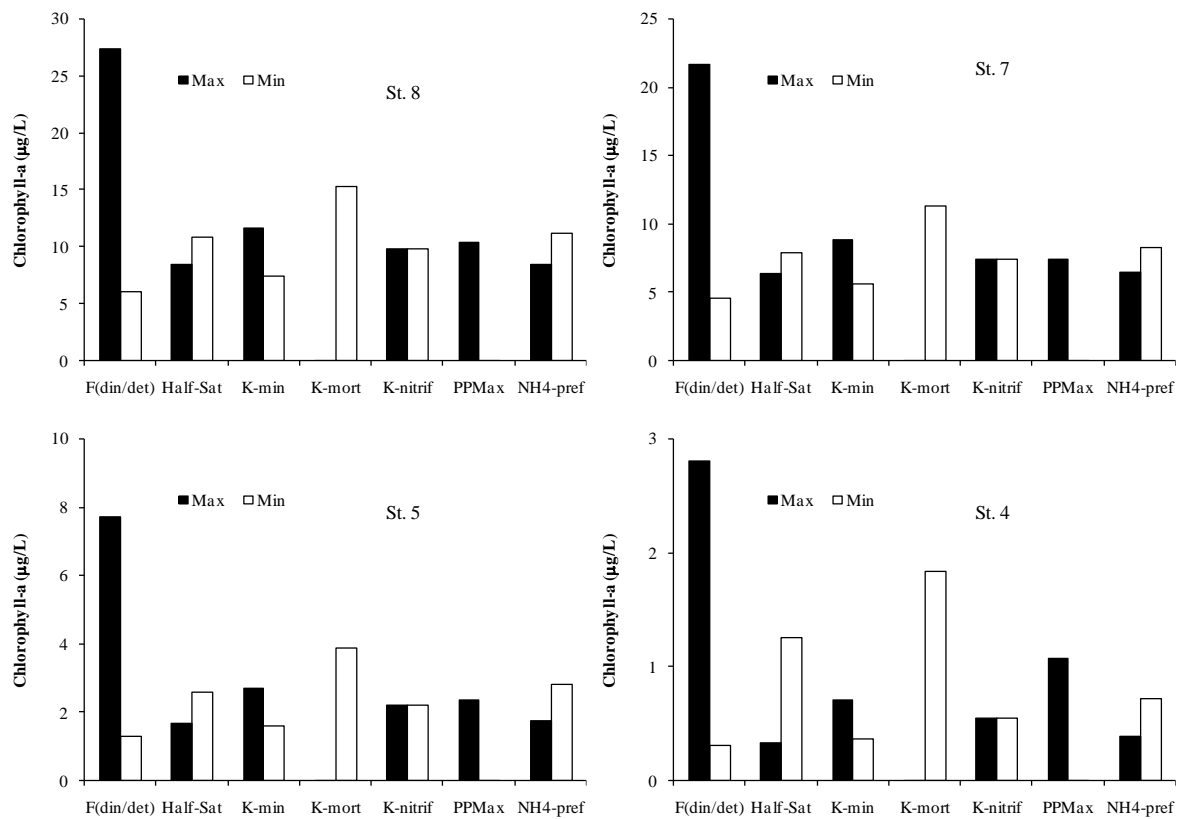 30
25
20
15
10
5
0
Chlorophyll-a (µg/L)
Max Min
St. 8
F(din/det) Half-Sat K-min K-mort K-nitrif PPMax NH4-pref
25
20
15
10
5
0
Chlorophyll-a (µg/L)
Max Min
St. 7
F(din/det) Half-Sat K-min K-mort K-nitrif PPMax NH4-pref
10
8
6
4
2
0
Chlorophyll-a (µg/L)
Max Min
St. 5
F(din/det) Half-Sat K-min K-mort K-nitrif PPMax NH4-pref
3
2
1
0
Chlorophyll-a (µg/L)
Max Min
St. 4
F(din/det) Half-Sat K-min K-mort K-nitrif PPMax NH4-pref